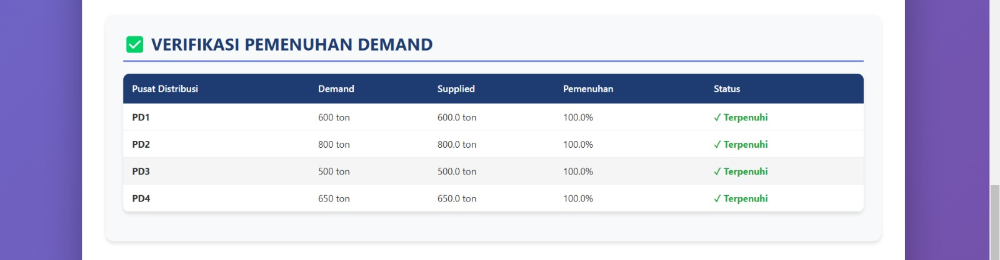 ✅ VERIFIKASI PEMENUHAN DEMAND
Pusat Distribusi Demand Supplied Pemenuhan Status
PD1 600 ton 600.0 ton 100.0% ✓ Terpenuhi
PD2 800 ton 800.0 ton 100.0% ✓ Terpenuhi
PD3 500 ton 500.0 ton 100.0% ✓ Terpenuhi
PD4 650 ton 650.0 ton 100.0% ✓ Terpenuhi